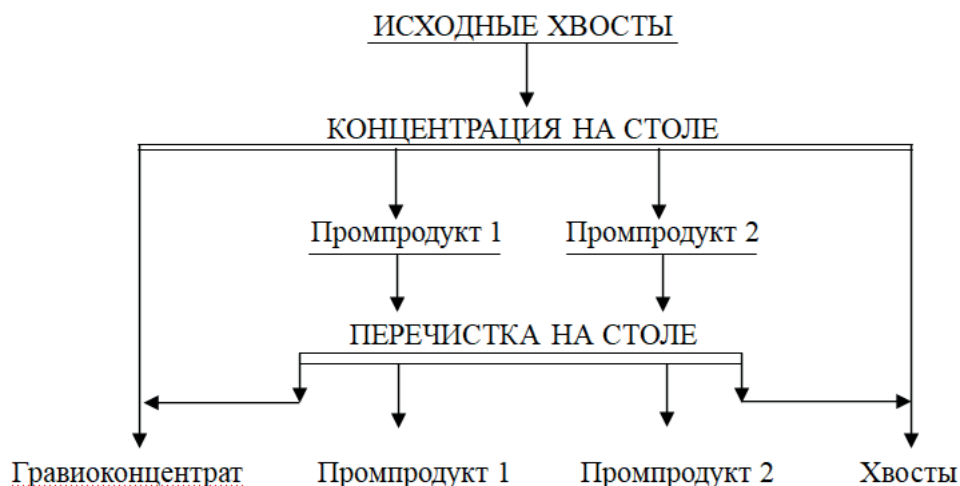 ИСХОДНЫЕ ХВОСТЫ
КОНЦЕНТРАЦИЯ НА СТОЛЕ
Промпродукт 1 Промпродукт 2
ПЕРЕЧИСТКА НА СТОЛЕ
Гравиоконцентрат Промпродукт 1 Промпродукт 2 Хвосты